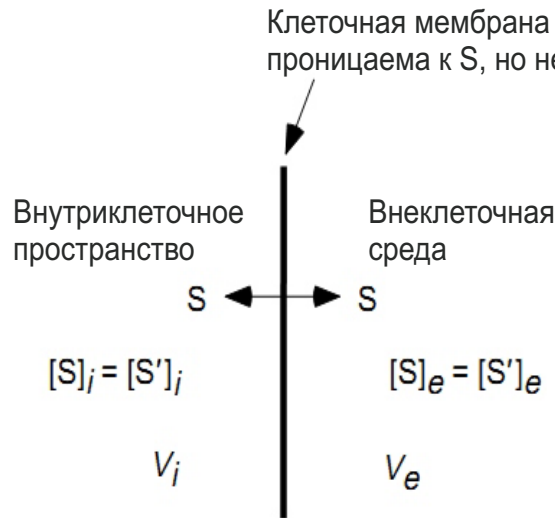 Клеточная мембрана
проницаема к S, но не
Внутриклеточное
пространство
Внеклеточная
среда
S S
[S]i = [S′]i
[S]e = [S′]e
Vi
Ve